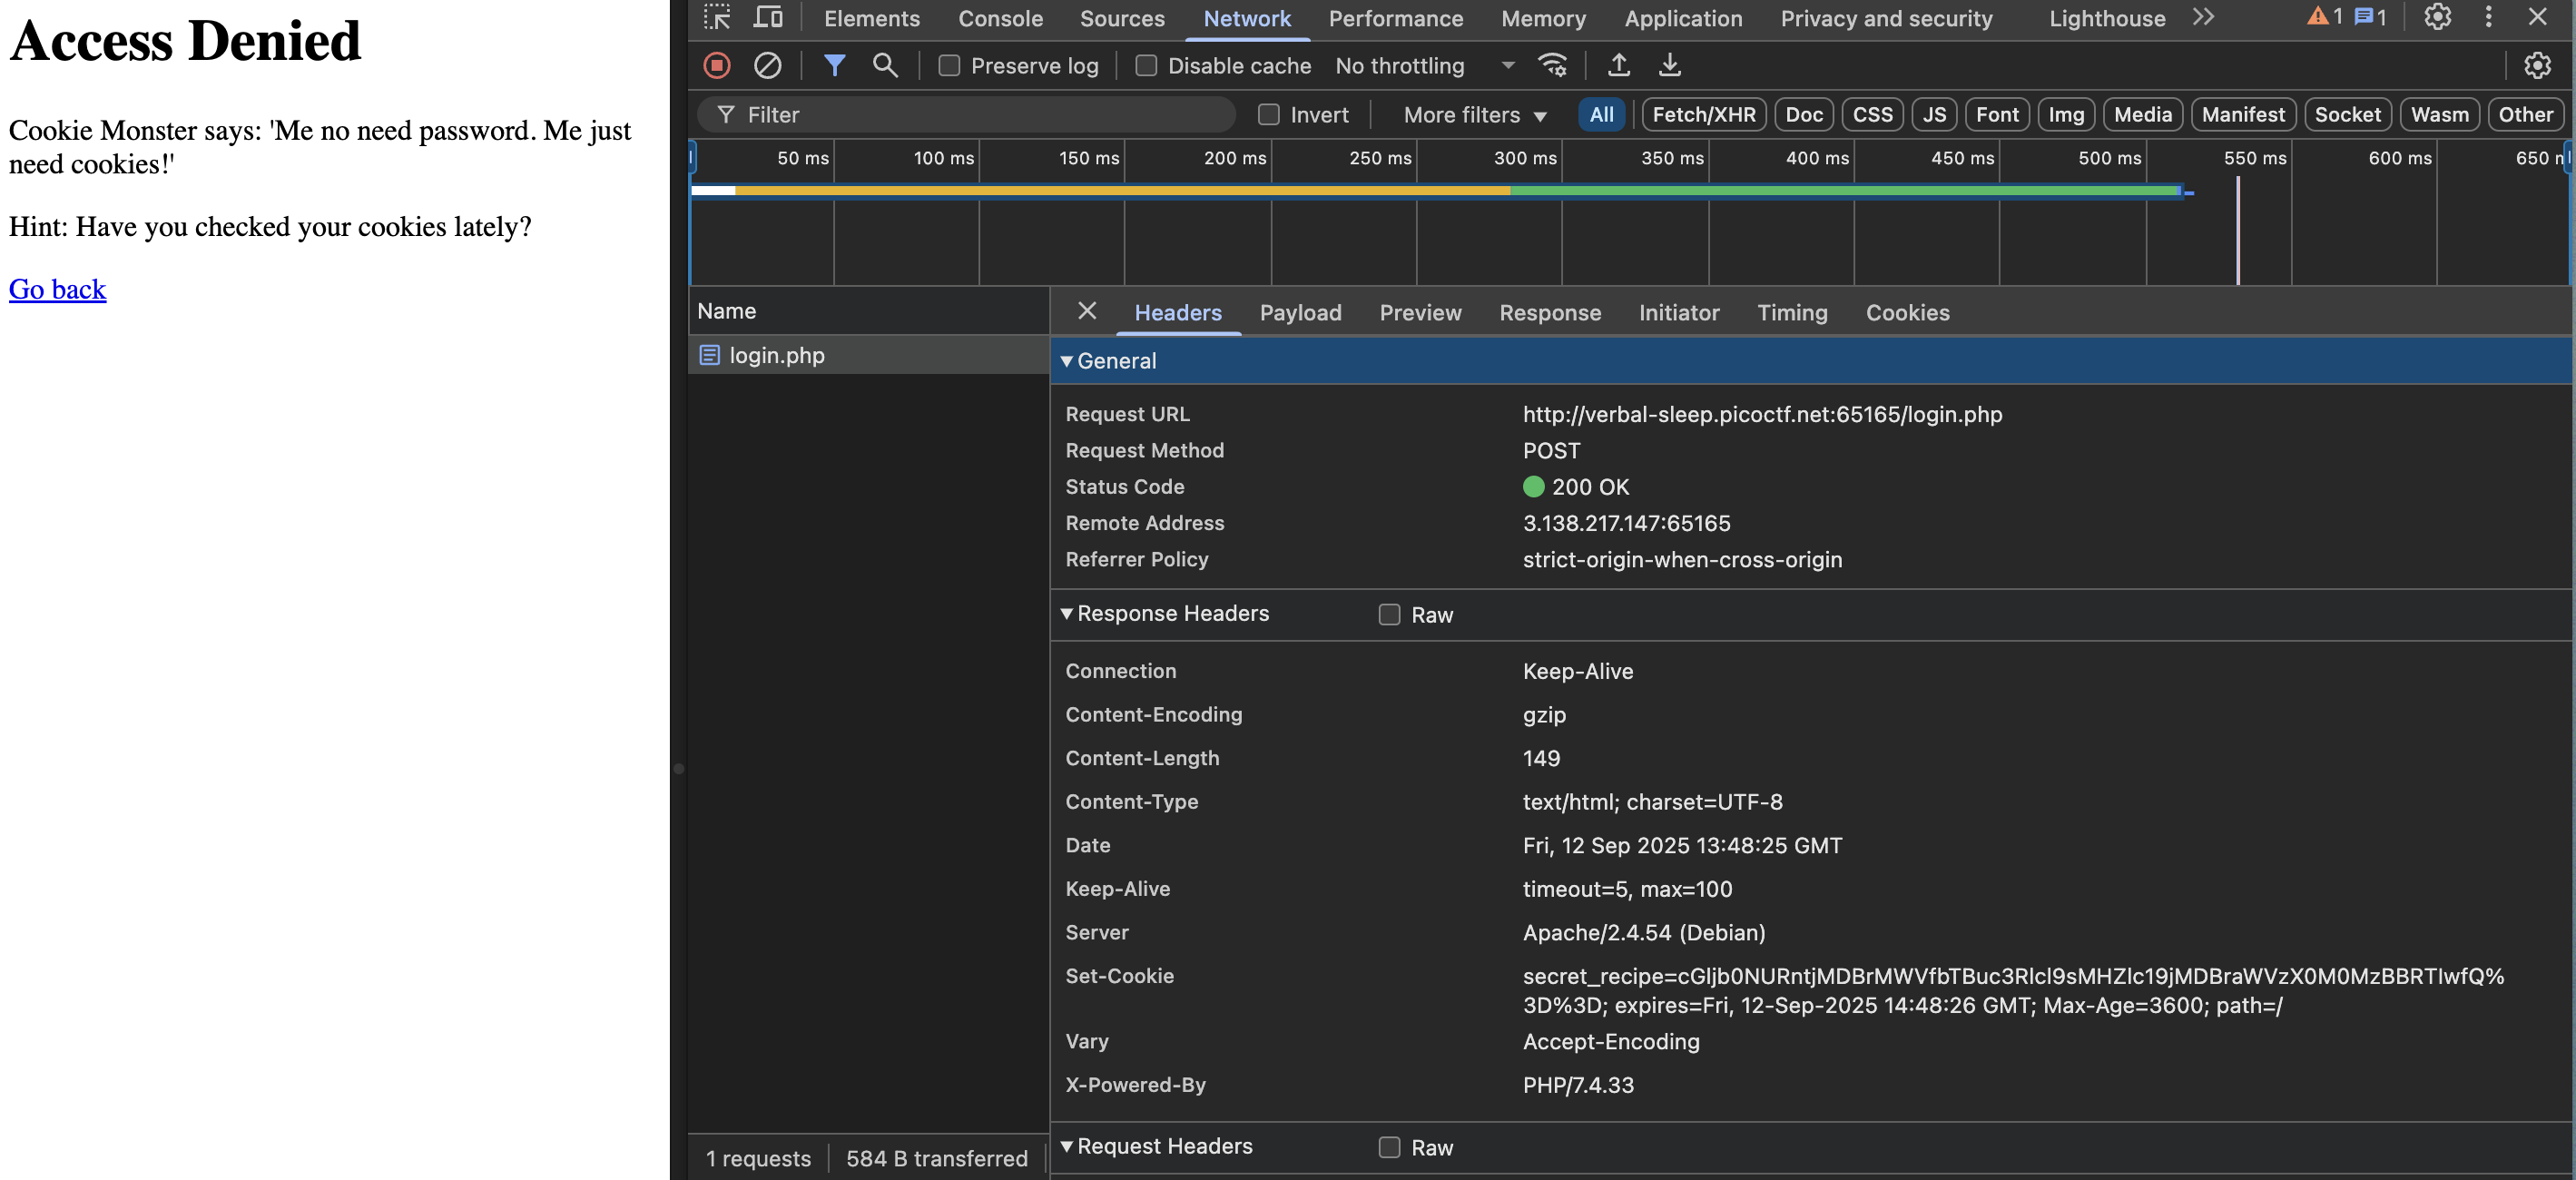 Access Denied
Cookie Monster says: 'Me no need password. Me just
need cookies!'
Hint: Have you checked your cookies lately?
Go back
Elements Console Sources Network Performance Memory Application Privacy and security Lighthouse 1 1
Preserve log Disable cache No throttling
Filter Invert More filters All Fetch/XHR Doc CSS JS Font Img Media Manifest Socket Wasm Other
50 ms 100 ms 150 ms 200 ms 250 ms 300 ms 350 ms 400 ms 450 ms 500 ms 550 ms 600 ms 650
Name
login.php
Headers Payload Preview Response Initiator Timing Cookies
General
Request URL http://verbal-sleep.picoctf.net:65165/login.php
Request Method POST
Status Code 200 OK
Remote Address 3.138.217.147:65165
Referrer Policy strict-origin-when-cross-origin
Response Headers Raw
Connection Keep-Alive
Content-Encoding gzip
Content-Length 149
Content-Type text/html; charset=UTF-8
Date Fri, 12 Sep 2025 13:48:25 GMT
Keep-Alive timeout=5, max=100
Server Apache/2.4.54 (Debian)
Set-Cookie secret_recipe=cGljb0NURntjMDBrMWVfbTBuc3Rlcl9sMHZlc19jMDBraWVzX0M0MzBBRTIwfQ%
3D%3D; expires=Fri, 12-Sep-2025 14:48:26 GMT; Max-Age=3600; path=/
Vary Accept-Encoding
X-Powered-By PHP/7.4.33
Request Headers Raw
1 requests 584 B transferred